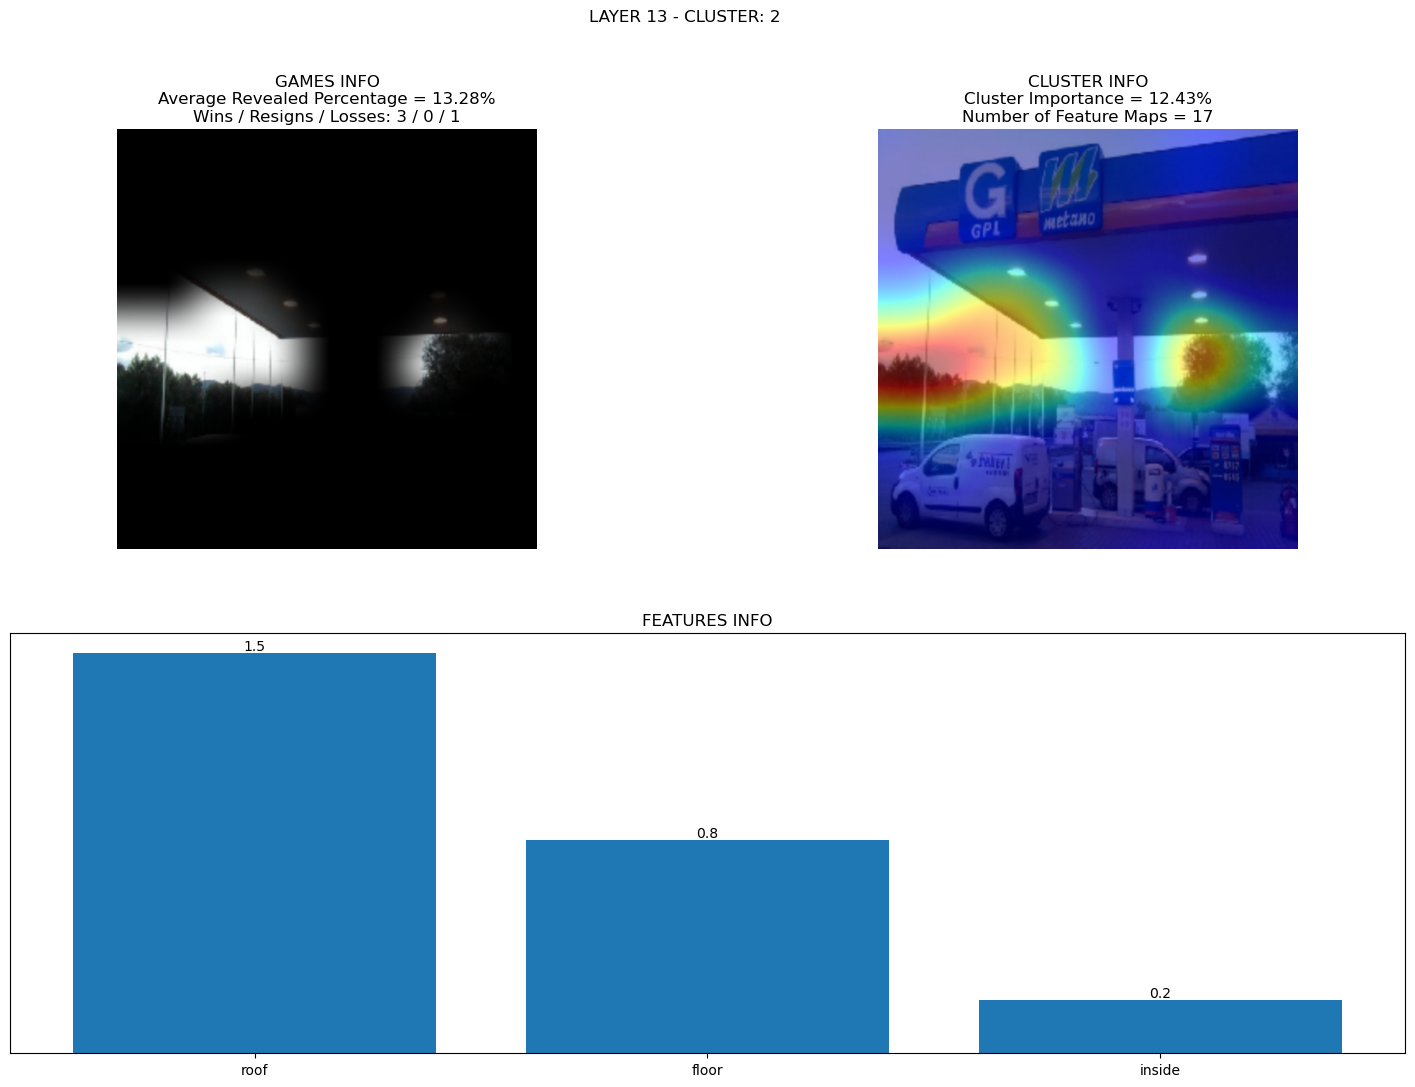 LAYER 13 - CLUSTER: 2
GAMES INFO
Average Revealed Percentage = 13.28%
Wins / Resigns / Losses: 3 / 0 / 1
CLUSTER INFO
Cluster Importance = 12.43%
Number of Feature Maps = 17
G
GPL
metano
FEATURES INFO
1.5
0.8
0.2
roof
floor
inside